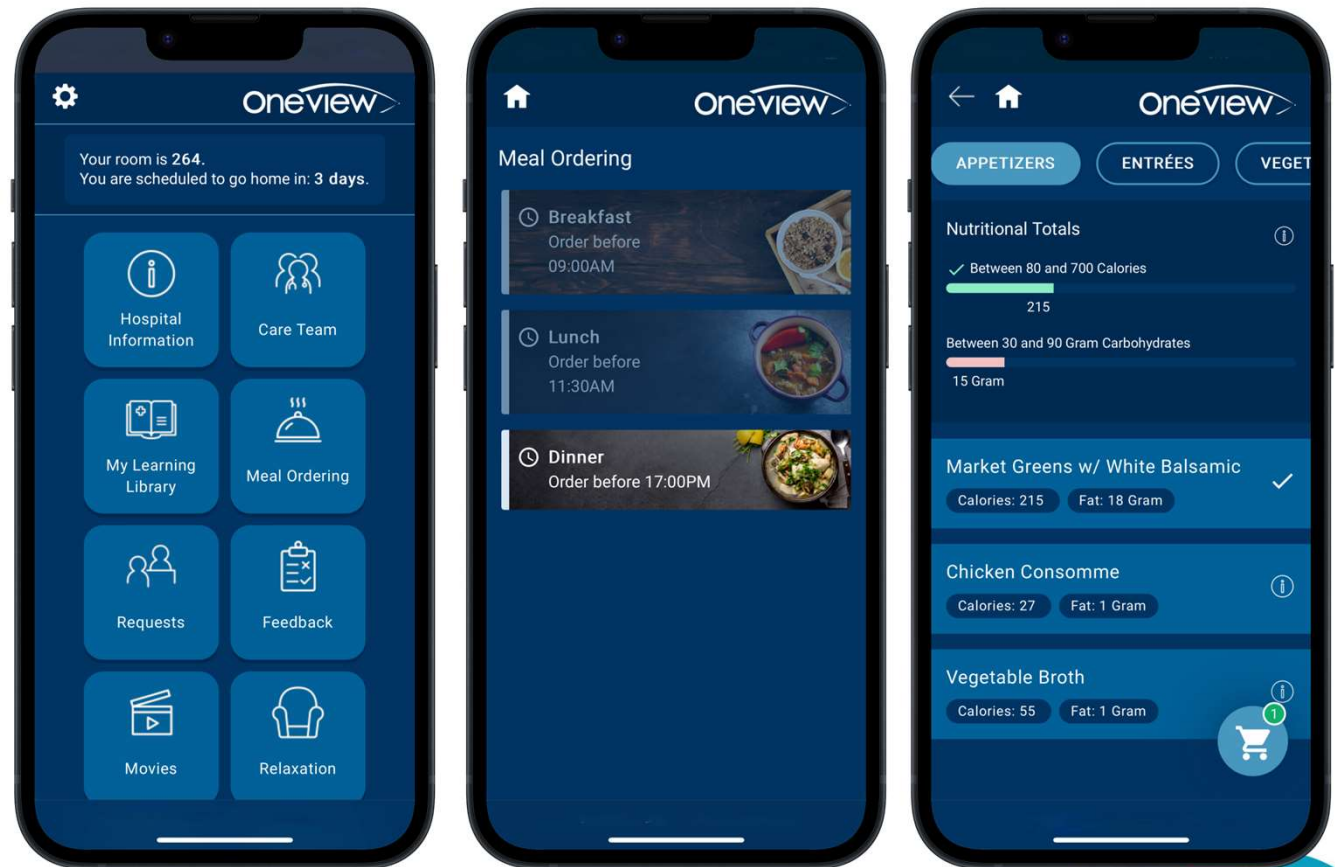 Oneview
Your room is 264.
You are scheduled to go home in: 3 days.
Hospital
Information
Care Team
My Learning
Library
Meal Ordering
Requests
Feedback
Movies
Relaxation
Oneview
Meal Ordering
Breakfast
Order before
09:00AM
Lunch
Order before
11:30AM
Dinner
Order before 17:00PM
Oneview
APPETIZERS
ENTRÉES
VEGET
Nutritional Totals
Between 80 and 700 Calories
215
Between 30 and 90 Gram Carbohydrates
15 Gram
Market Greens w/ White Balsamic
Calories: 215
Fat: 18 Gram
Chicken Consomme
Calories: 27
Fat: 1 Gram
Vegetable Broth
Calories: 55
Fat: 1 Gram
1